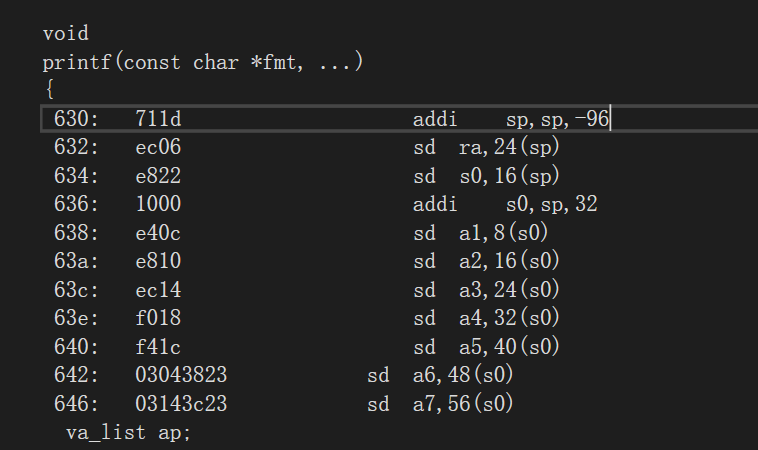 void
printf(const char *fmt, ...)
{
630: 711d addi sp,sp,-96
632: ec06 sd ra,24(sp)
634: e822 sd s0,16(sp)
636: 1000 addi s0,sp,32
638: e40c sd a1,8(s0)
63a: e810 sd a2,16(s0)
63c: ec14 sd a3,24(s0)
63e: f018 sd a4,32(s0)
640: f41c sd a5,40(s0)
642: 03043823 sd a6,48(s0)
646: 03143c23 sd a7,56(s0)
va_list ap;